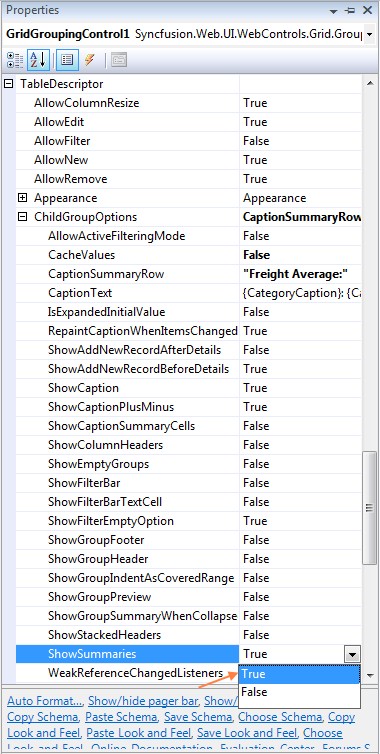 Properties
GridGroupingControl1 Syncfusion.Web.UI.WebControls.Grid.Grou
TableDescriptor
AllowColumnResize True
AllowEdit True
AllowFilter False
AllowNew True
AllowRemove True
Appearance Appearance
ChildGroupOptions CaptionSummaryRow
AllowActiveFilteringMode False
CacheValues False
CaptionSummaryRow "Freight Average:"
CaptionText {CategoryCaption}: {Ca
IsExpandedInitialValue False
RepaintCaptionWhenItemsChanged True
ShowAddNewRecordAfterDetails False
ShowAddNewRecordBeforeDetails True
ShowCaption True
ShowCaptionPlusMinus True
ShowCaptionSummaryCells False
ShowColumnHeaders False
ShowEmptyGroups False
ShowFilterBar False
ShowFilterBarTextCell False
ShowFilterEmptyOption True
ShowGroupFooter False
ShowGroupHeader False
ShowGroupIndentAsCoveredRange False
ShowGroupPreview False
ShowGroupSummaryWhenCollapse False
ShowStackedHeaders False
ShowSummaries True
WeakReferenceChangedListeners True
False
Auto Format..., Show/hide pager bar, Show/
Copy Schema, Paste Schema, Save Schema, Choose Schema, Copy
Look and Feel, Paste Look and Feel, Save Look and Feel, Choose
Look and Feel, Online Documentation, Evaluation Center, Forums S